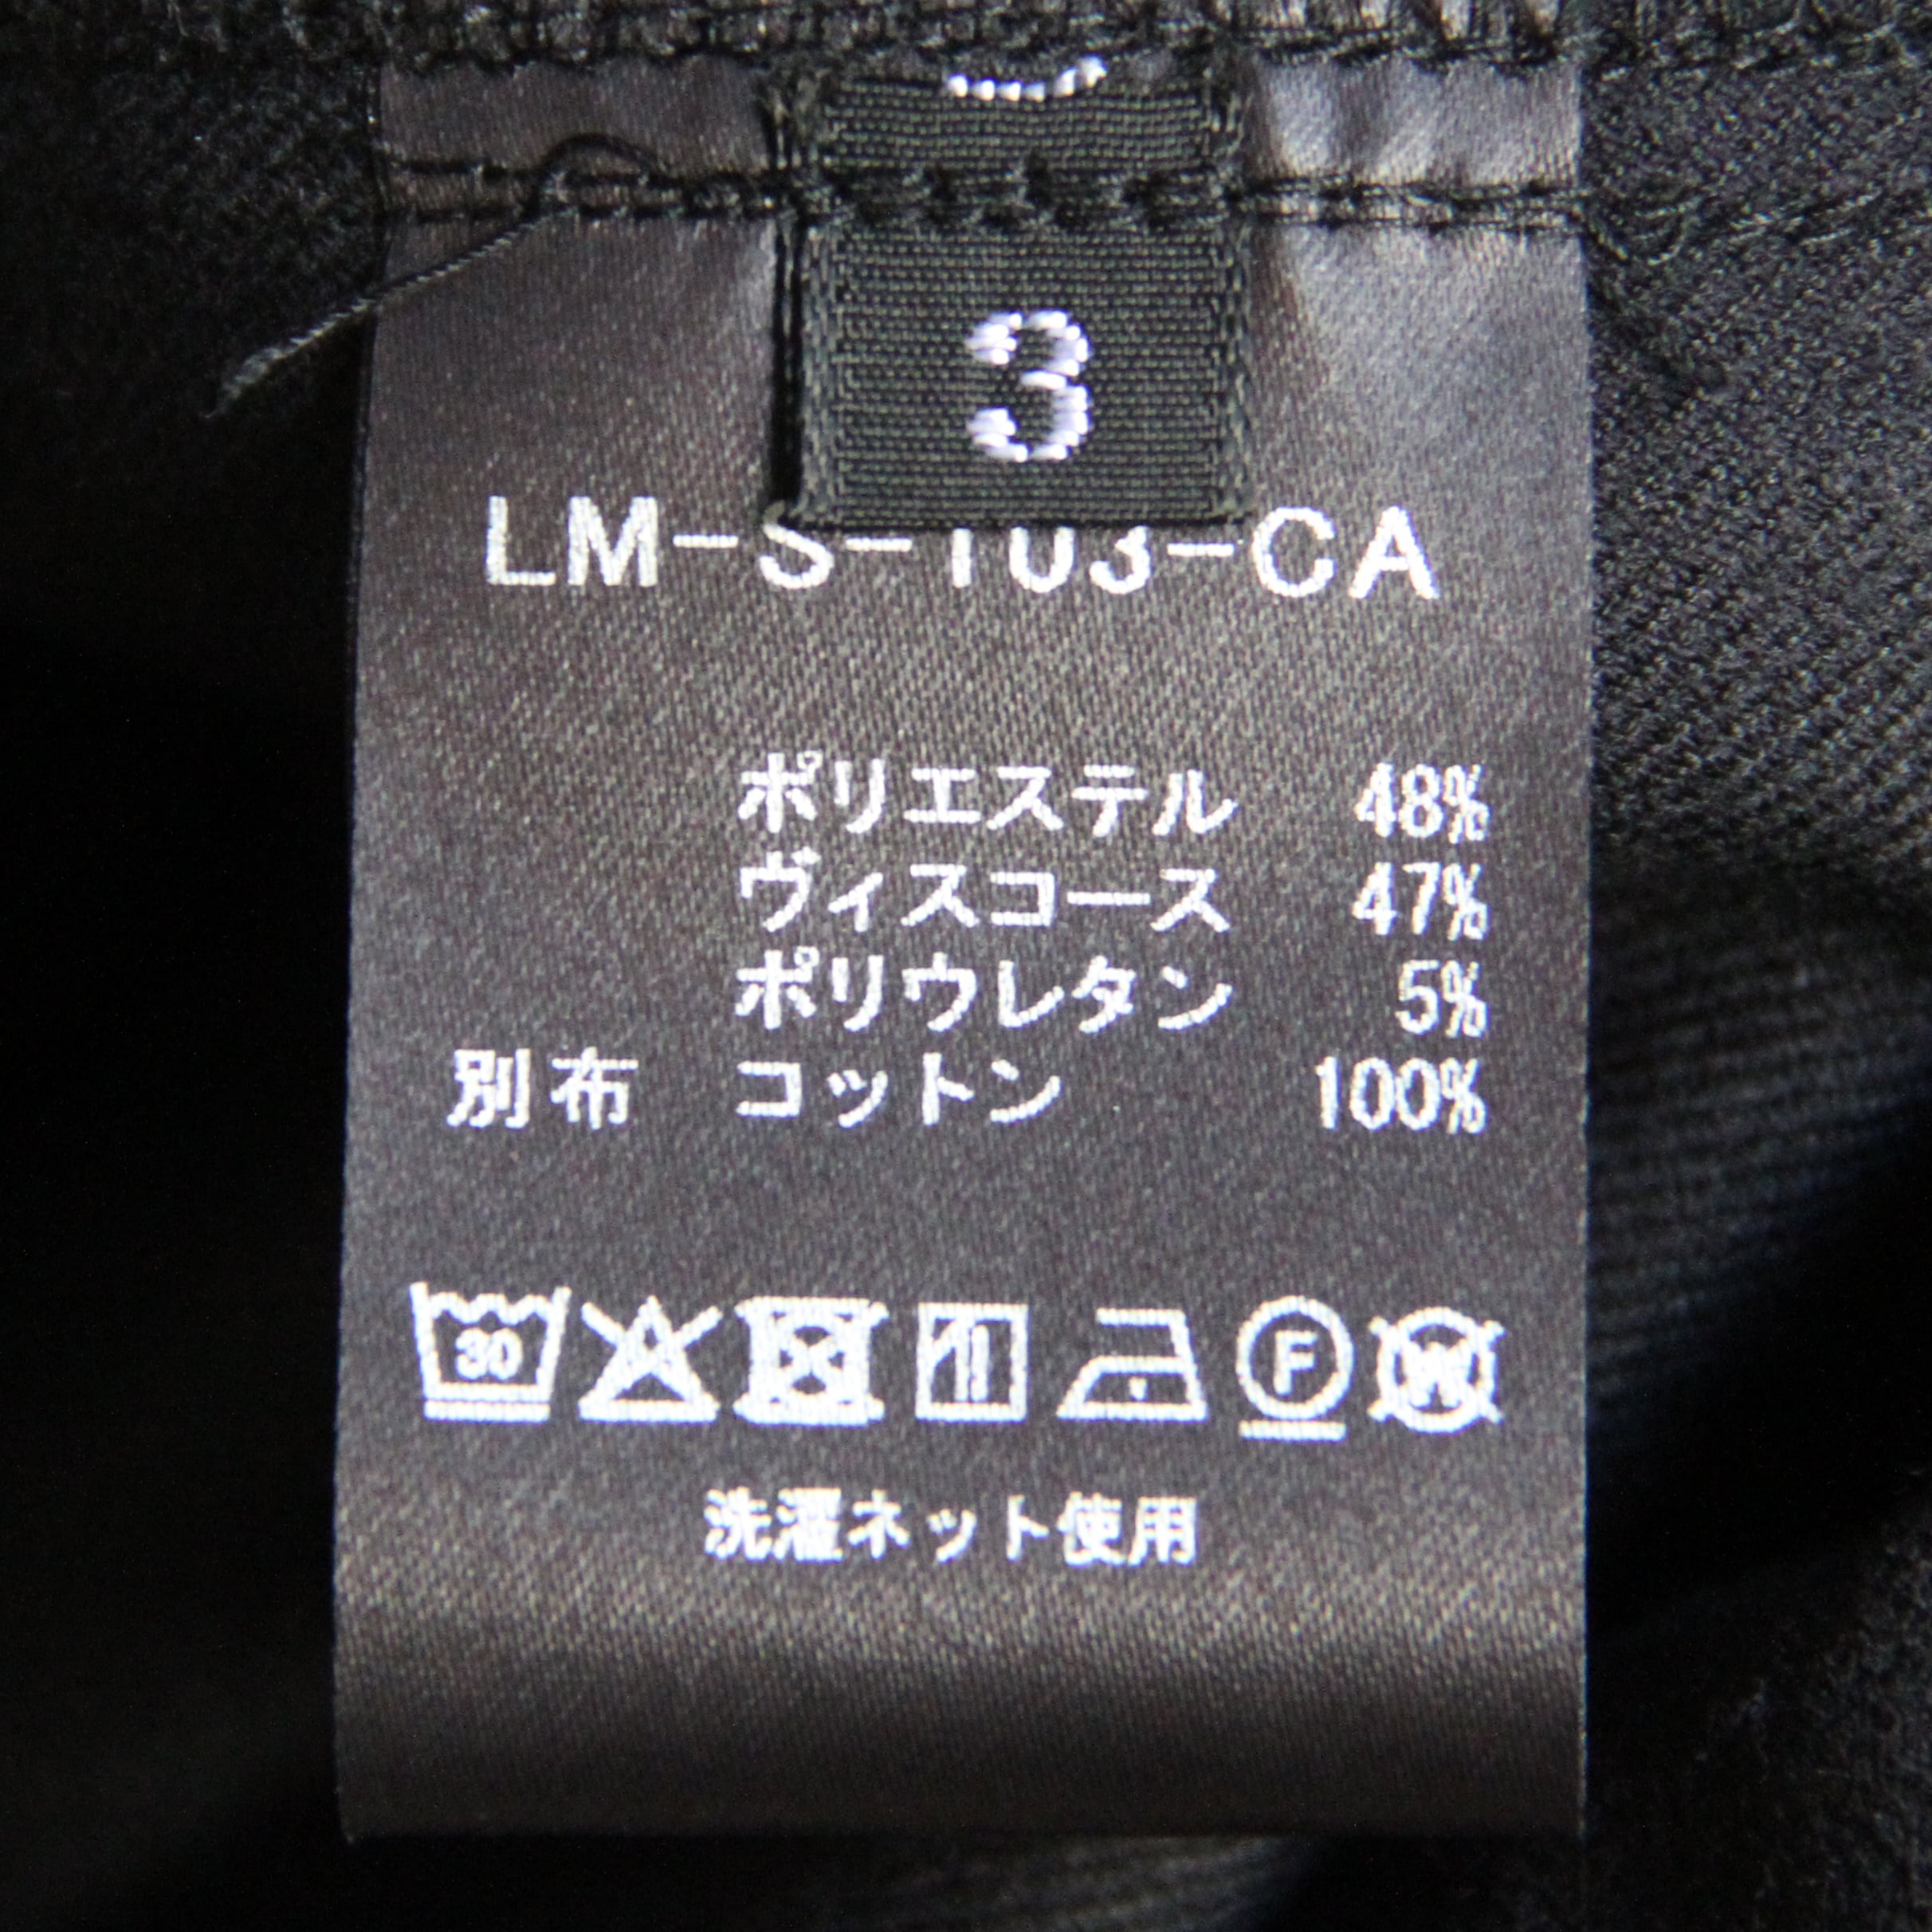 3
LM-S-103-CA
ポリエステル 48%
ヴィスコース 47%
ポリウレタン 5%
別布 コットン 100%
30
F W
洗濯ネット使用